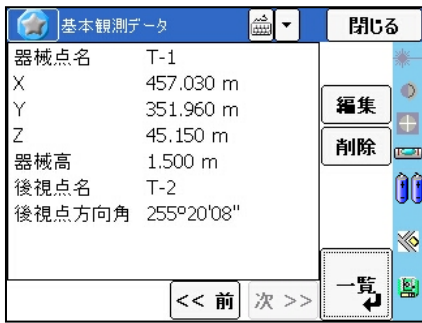 基本観測データ 閉じる
器械点名 T-1
X 457.030 m
Y 351.960 m
Z 45.150 m
器械高 1.500 m
後視点名 T-2
後視点方向角 255º20'08"
編集
削除
<< 前 次 >> 一覧